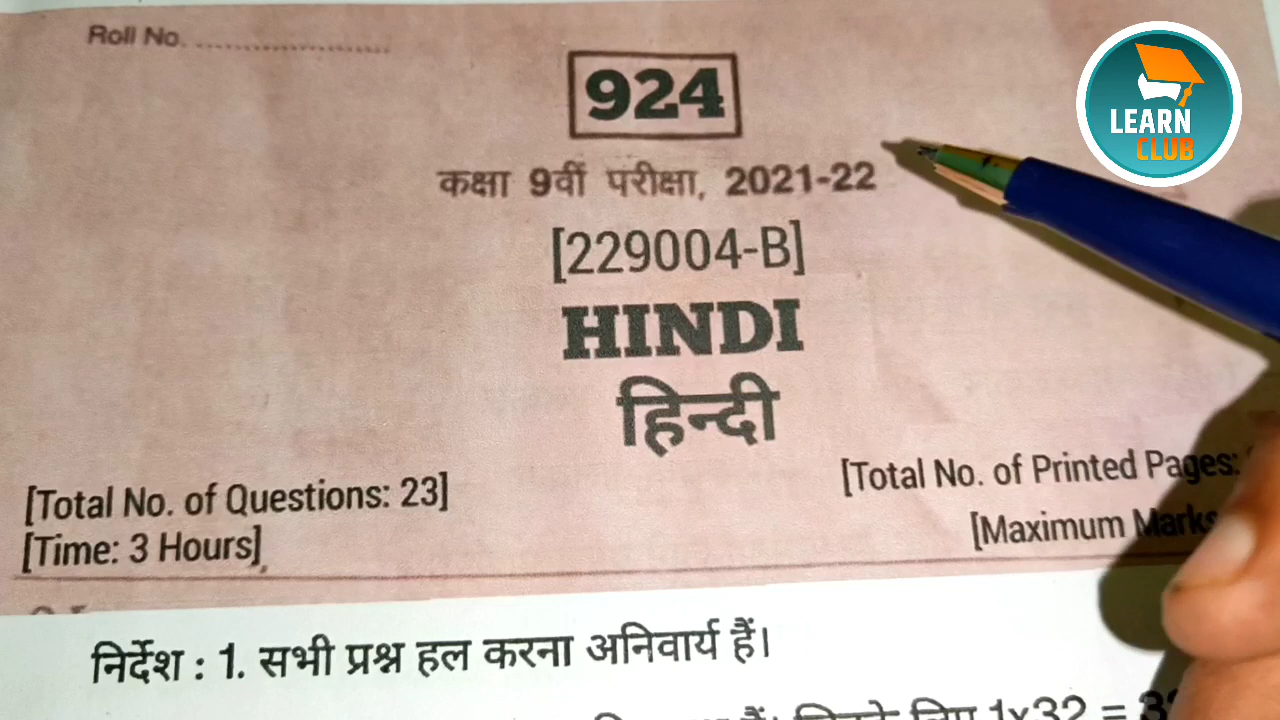 Roll No. ........................
924
कक्षा 9वीं परीक्षा, 2021-22
[229004-B]
HINDI
हिन्दी
[Total No. of Questions: 23]
[Total No. of Printed Pages:
[Time: 3 Hours]
[Maximum Marks
निर्देश : 1. सभी प्रश्न हल करना अनिवार्य हैं।
1x32 =
LEARN
CLUB